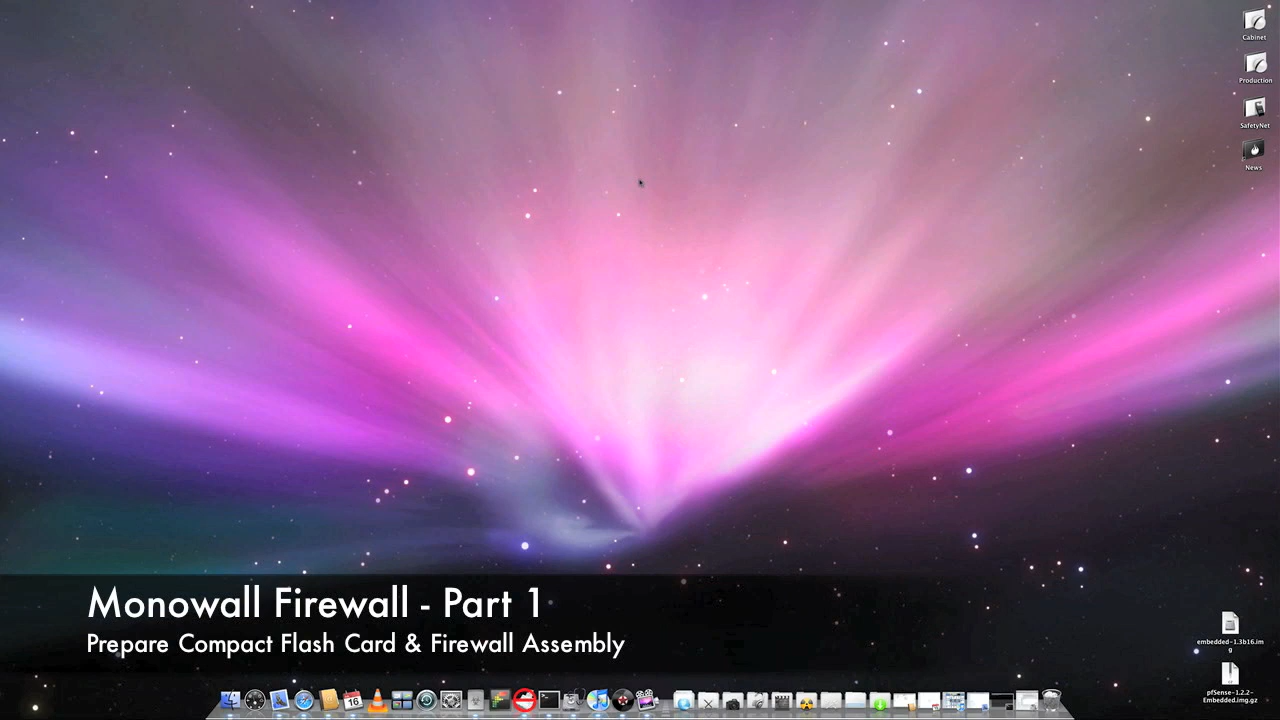 Cabinet
Production
SafetyNet
News
Monowall Firewall - Part 1
Prepare Compact Flash Card & Firewall Assembly
embedded-1.3b16.im
g
pfSense-1.2.2-
Embedded.img.gz
16